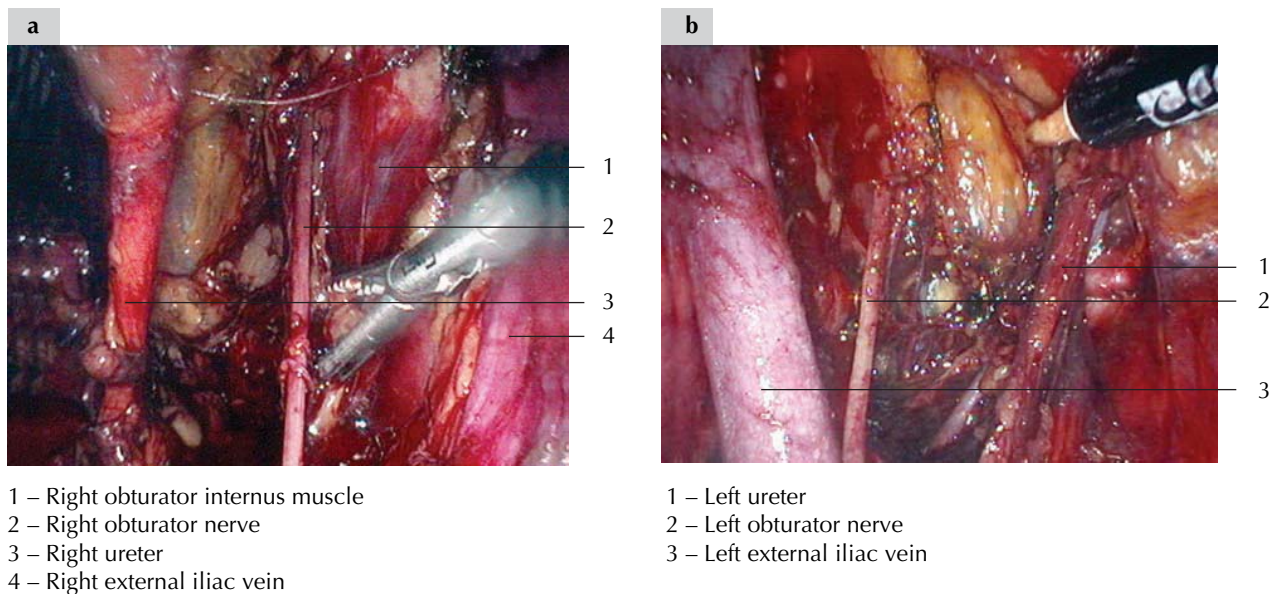 a
1
2
3
4
1 – Right obturator internus muscle
2 – Right obturator nerve
3 – Right ureter
4 – Right external iliac vein
b
1
2
3
1 – Left ureter
2 – Left obturator nerve
3 – Left external iliac vein